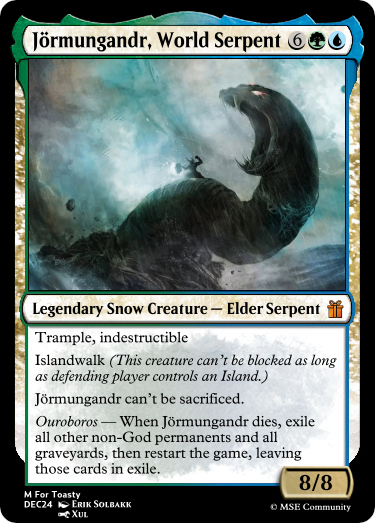 Jörmungandr, World Serpent 6
Legendary Snow Creature — Elder Serpent
Trample, indestructible
Islandwalk (This creature can't be blocked as long
as defending player controls an Island.)
Jörmungandr can't be sacrificed.
Ouroboros — When Jörmungandr dies, exile
all other non-God permanents and all
graveyards, then restart the game, leaving
those cards in exile.
8/8
M For Toasty
DEC24 Erik Solbakk
Xul
© MSE Community